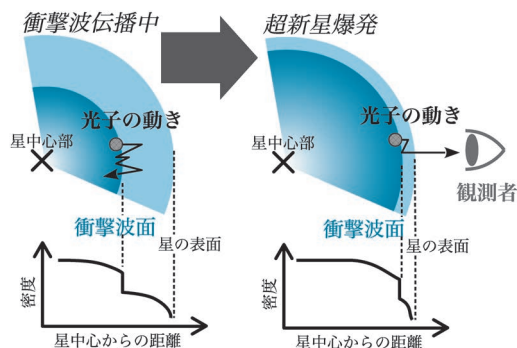 衝撃波伝播中
光子の動き
星中心部
衝撃波面
星の表面
密度
星中心からの距離
超新星爆発
光子の動き
星中心部
観測者
衝撃波面
星の表面
密度
星中心からの距離